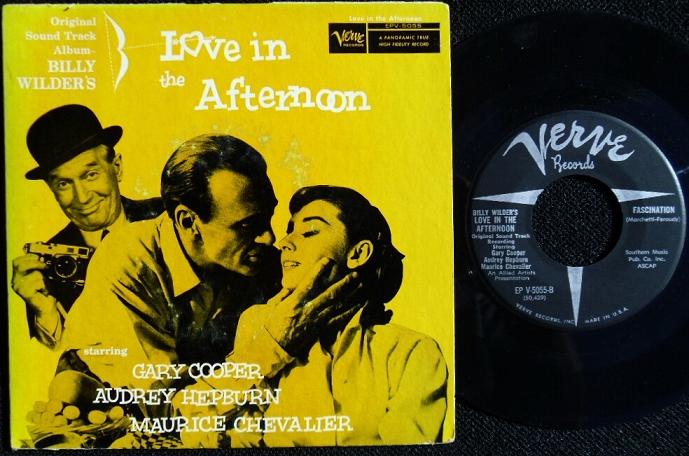 Original
Sound Track
Album-
BILLY
WILDER'S
Love in
the Afternoon
Love in the Afternoon
Verve
RECORDS
EPV-5055
A PANORAMIC TRUE
HIGH FIDELITY RECORD
starring
GARY COOPER
AUDREY HEPBURN
MAURICE CHEVALIER
Verve
Records
BILLY WILDER'S
LOVE IN THE
AFTERNOON
Original Sound Track
Recording
Starring
Gary Cooper
Audrey Hepburn
Maurice Chevalier
An Allied Artists
Presentation
FASCINATION
(Marchetti-Feraudy)
Southern Music
Pub. Co. Inc.
ASCAP
EP V-5055-B
(50,429)
VERVE RECORDS, INC. MADE IN U.S.A.